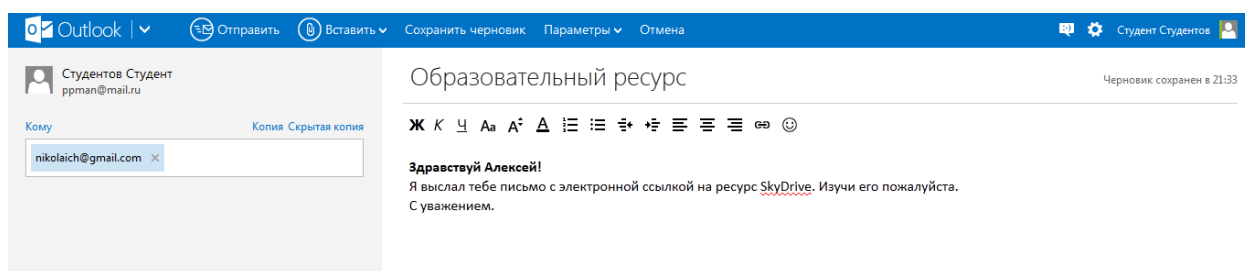 Outlook Отправить Вставить Сохранить черновик Параметры Отмена Студент Студентов
Студентов Студент
ppman@mail.ru
Кому Копия Скрытая копия
nikolaich@gmail.com
Образовательный ресурс
Черновик сохранен в 21:33
Ж К Ч Aa A A
Здравствуй Алексей!
Я выслал тебе письмо с электронной ссылкой на ресурс SkyDrive. Изучи его пожалуйста.
С уважением.